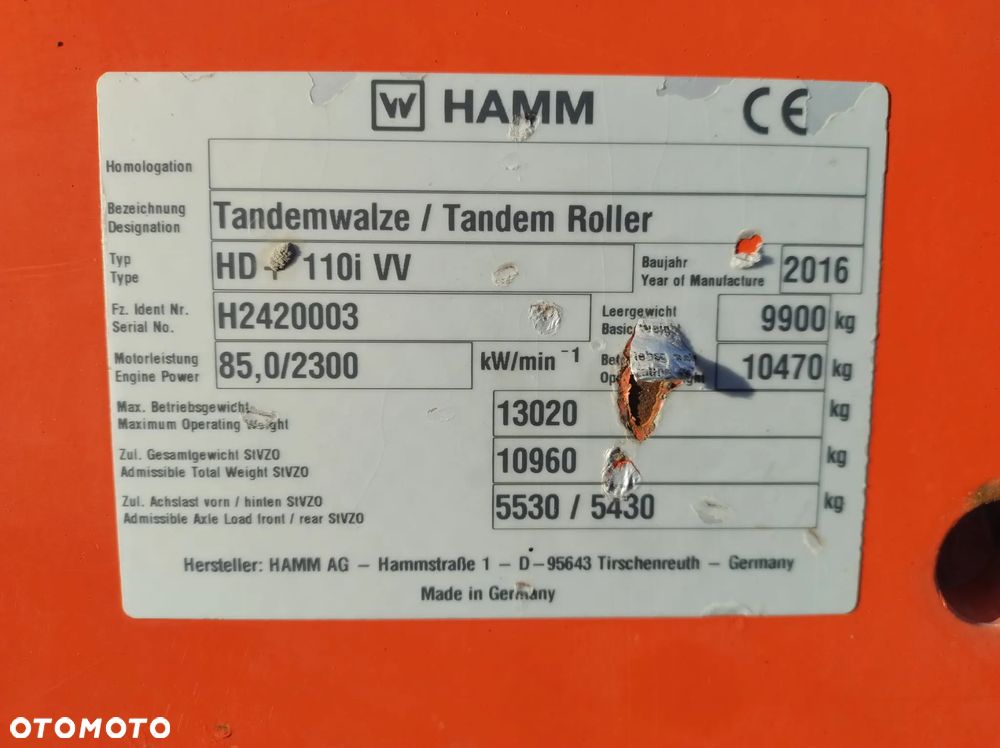 HAMM CE
Homologation
Bezeichnung
Designation
Tandemwalze / Tandem Roller
Typ
Type
HD+ 110i VV
Baujahr
Year of Manufacture
2016
Fz. Ident Nr.
Serial No.
H2420003
Leergewicht
Basic Weight
9900 kg
Motorleistung
Engine Power
85,0/2300
kW/min⁻¹
10470 kg
Max. Betriebsgewicht
Maximum Operating Weight
13020
kg
Zul. Gesamtgewicht StVZO
Admissible Total Weight StVZO
10960
kg
Zul. Achslast vorn / hinten StVZO
Admissible Axle Load front / rear StVZO
5530 / 5430
kg
Hersteller: HAMM AG – Hammstraße 1 – D–95643 Tirschenreuth – Germany
Made in Germany
OTOMOTO